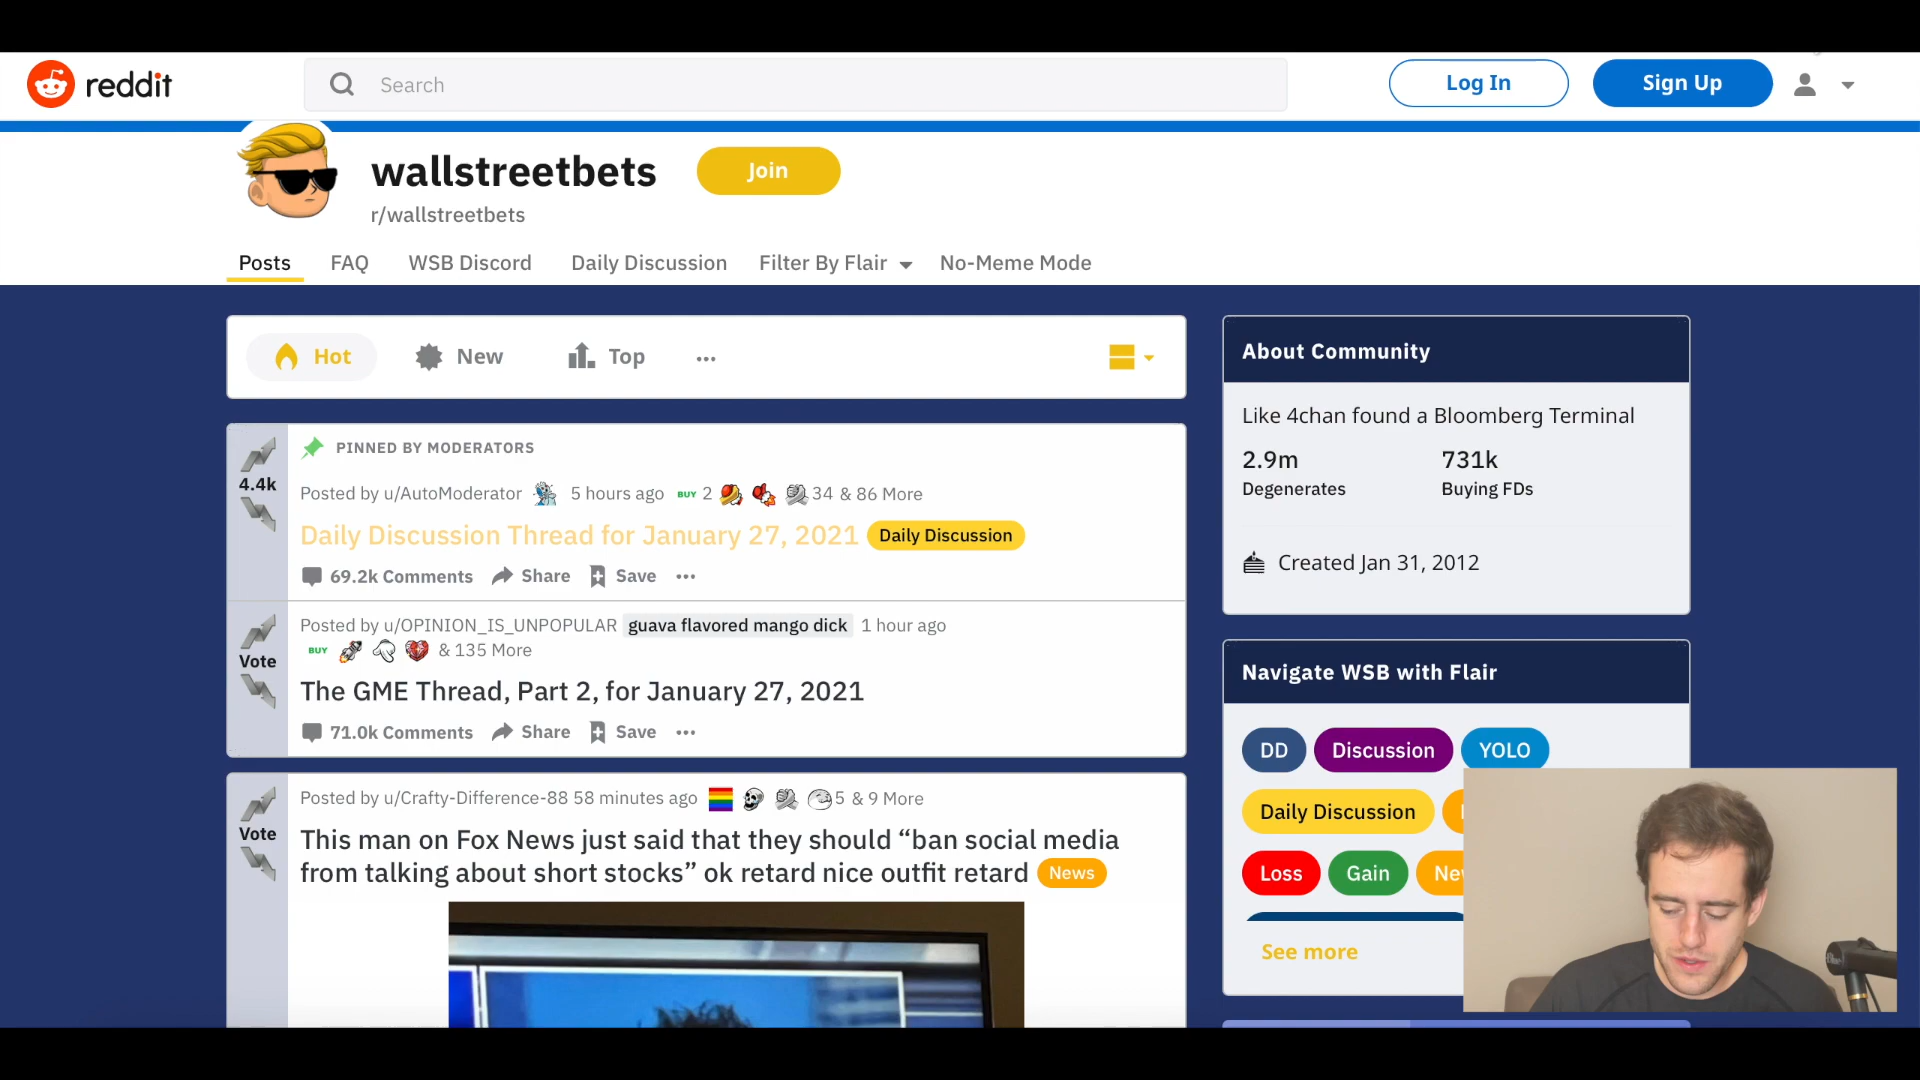 reddit
Search
Log In
Sign Up
wallstreetbets
Join
r/wallstreetbets
Posts
FAQ
WSB Discord
Daily Discussion
Filter By Flair
No-Meme Mode
Hot
New
Top
...
PINNED BY MODERATORS
4.4k
Posted by u/AutoModerator 5 hours ago BUY 2 34 & 86 More
Daily Discussion Thread for January 27, 2021 Daily Discussion
69.2k Comments Share Save ...
Posted by u/OPINION_IS_UNPOPULAR guava flavored mango dick 1 hour ago
BUY & 135 More
Vote
The GME Thread, Part 2, for January 27, 2021
71.0k Comments Share Save ...
Posted by u/Crafty-Difference-88 58 minutes ago 5 & 9 More
Vote
This man on Fox News just said that they should “ban social media
from talking about short stocks” ok retard nice outfit retard News
About Community
Like 4chan found a Bloomberg Terminal
2.9m 731k
Degenerates Buying FDs
Created Jan 31, 2012
Navigate WSB with Flair
DD Discussion YOLO
Daily Discussion
Loss Gain
See more